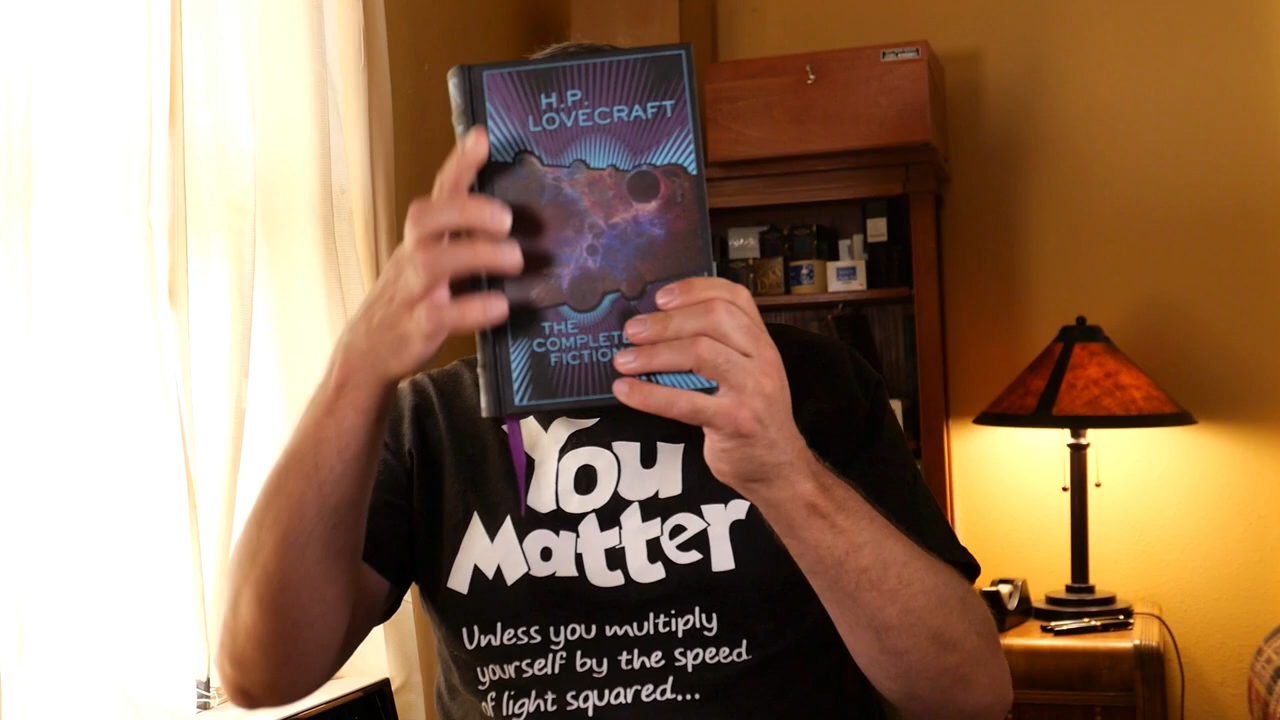 H.P.
LOVECRAFT
THE
COMPLETE
FICTION
You
Matter
Unless you multiply
yourself by the speed
of light squared...